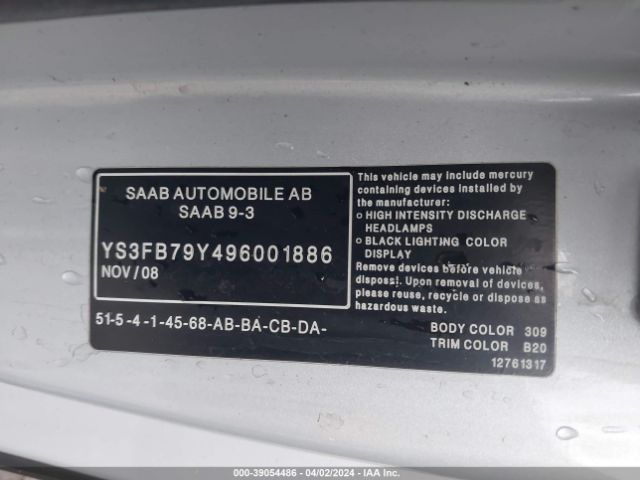 SAAB AUTOMOBILE AB
SAAB 9-3
YS3FB79Y496001886
NOV/08
51-5-4-1-45-68-AB-BA-CB-DA-
This vehicle may include mercury
containing devices installed by the
manufacturer:
HIGH INTENSITY DISCHARGE
HEADLAMPS
BLACK LIGHTING COLOR
DISPLAY
Remove devices before vehicle
disposal. Upon removal of devices,
please reuse, recycle or dispose as
hazardous waste.
BODY COLOR 309
TRIM COLOR B20
12761317
000-39054486 - 04/02/2024 - IAA Inc.